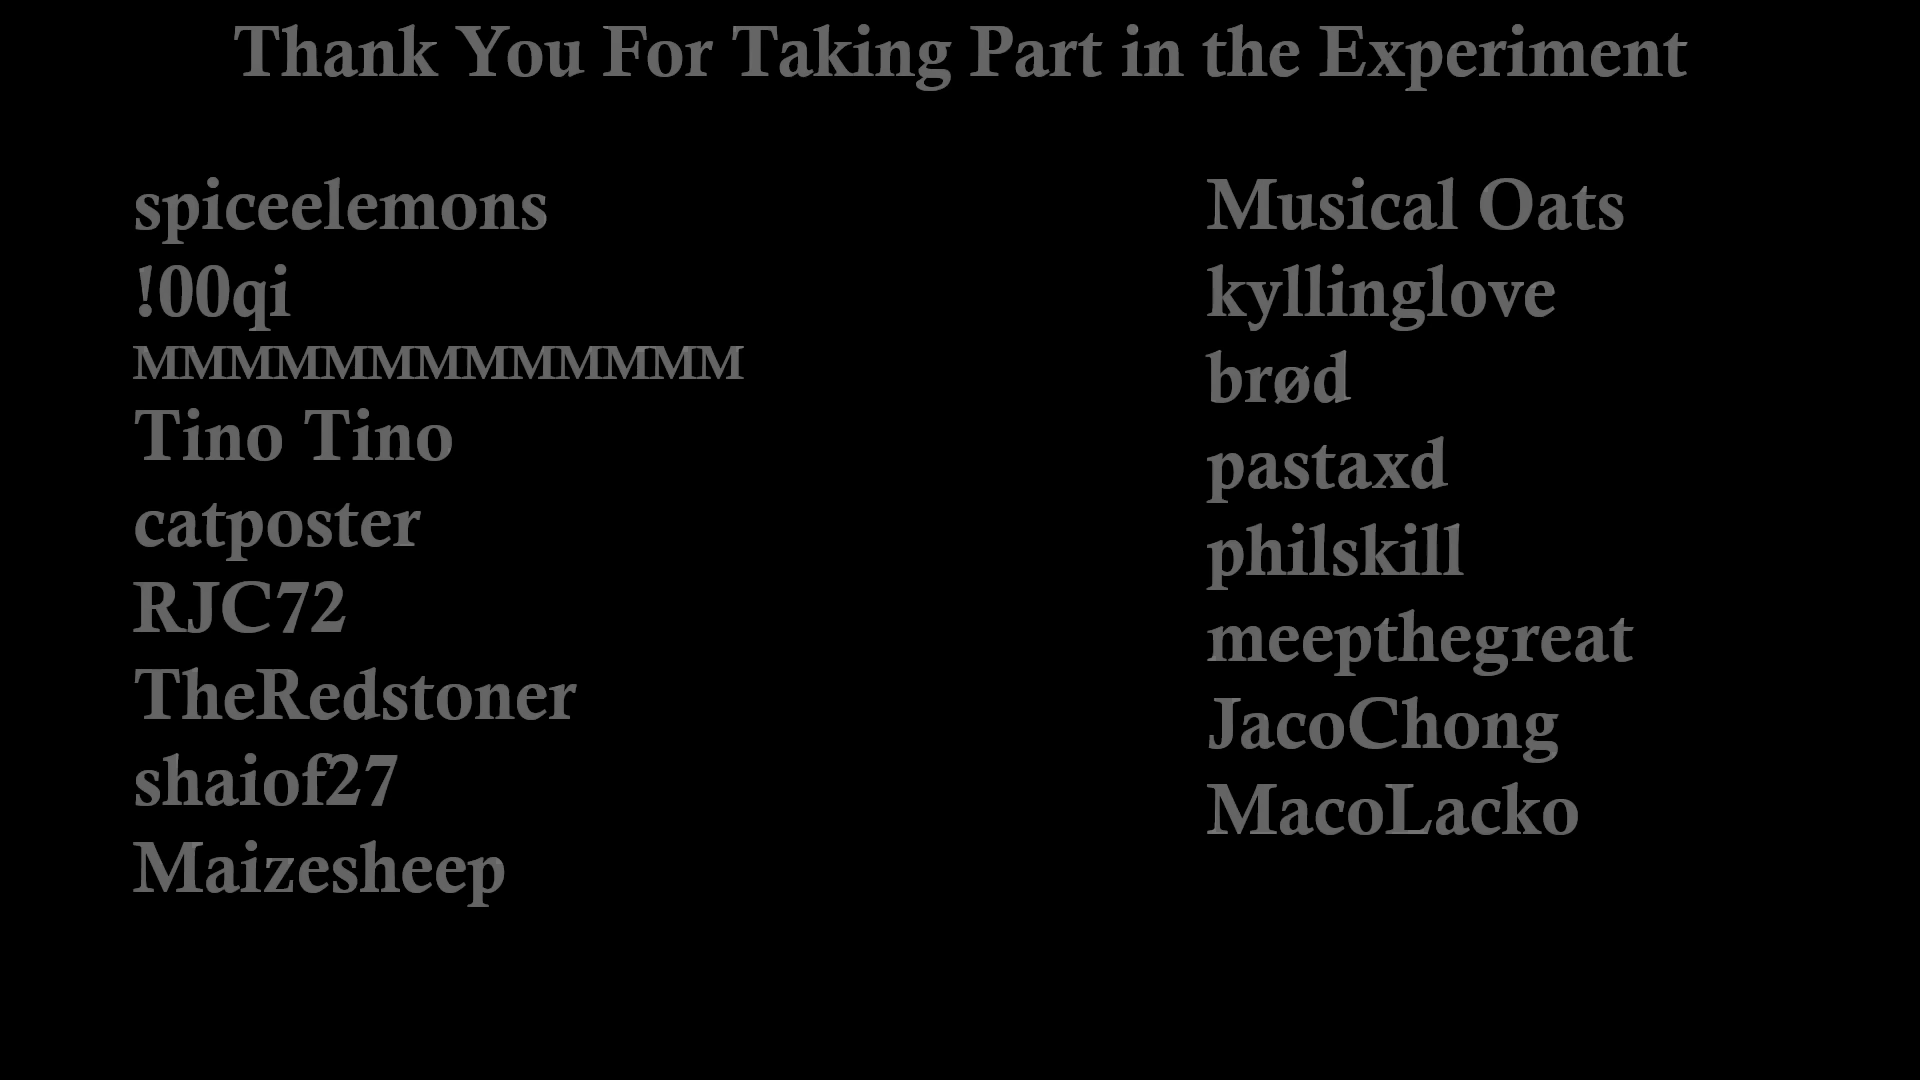 Thank You For Taking Part in the Experiment
spiceelemons
!00qi
MMMMMMMMMMMMM
Tino Tino
catposter
RJC72
TheRedstoner
shaiof27
Maizesheep
Musical Oats
kyllinglove
brød
pastaxd
philskill
meepthegreat
JacoChong
MacoLacko